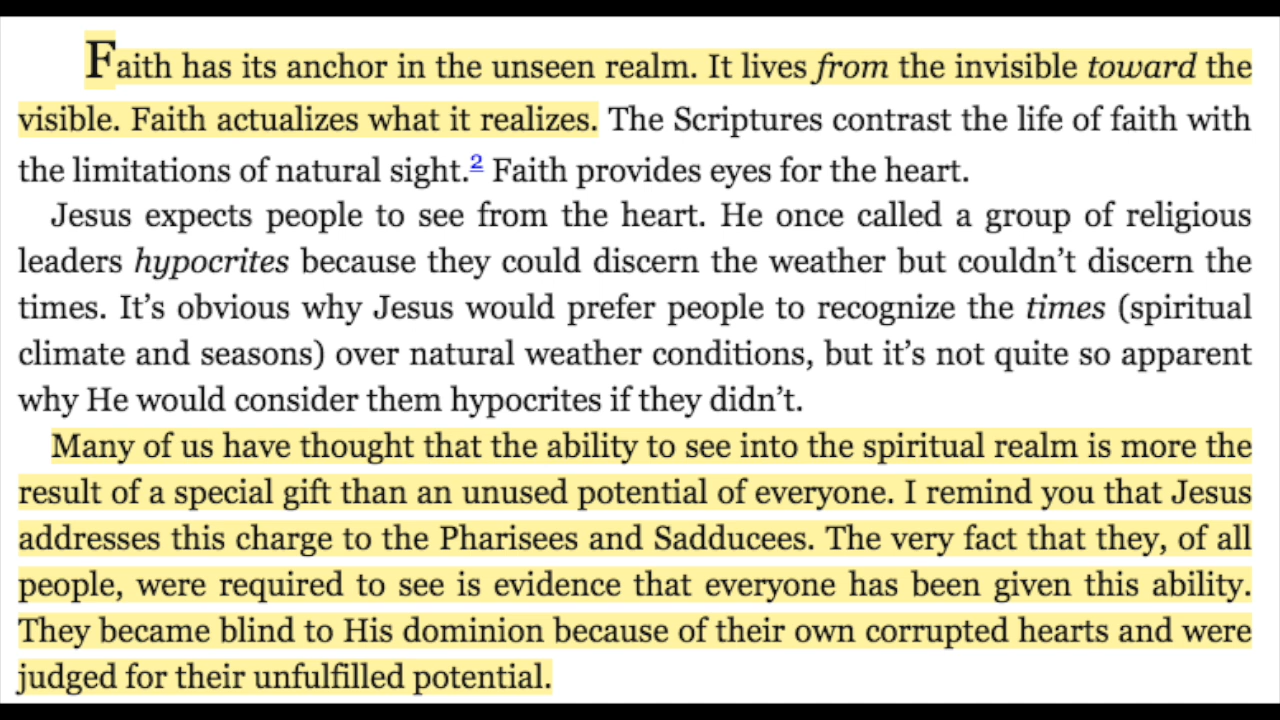 Faith has its anchor in the unseen realm. It lives from the invisible toward the
visible. Faith actualizes what it realizes. The Scriptures contrast the life of faith with
the limitations of natural sight.2 Faith provides eyes for the heart.
Jesus expects people to see from the heart. He once called a group of religious
leaders hypocrites because they could discern the weather but couldn’t discern the
times. It’s obvious why Jesus would prefer people to recognize the times (spiritual
climate and seasons) over natural weather conditions, but it’s not quite so apparent
why He would consider them hypocrites if they didn’t.
Many of us have thought that the ability to see into the spiritual realm is more the
result of a special gift than an unused potential of everyone. I remind you that Jesus
addresses this charge to the Pharisees and Sadducees. The very fact that they, of all
people, were required to see is evidence that everyone has been given this ability.
They became blind to His dominion because of their own corrupted hearts and were
judged for their unfulfilled potential.